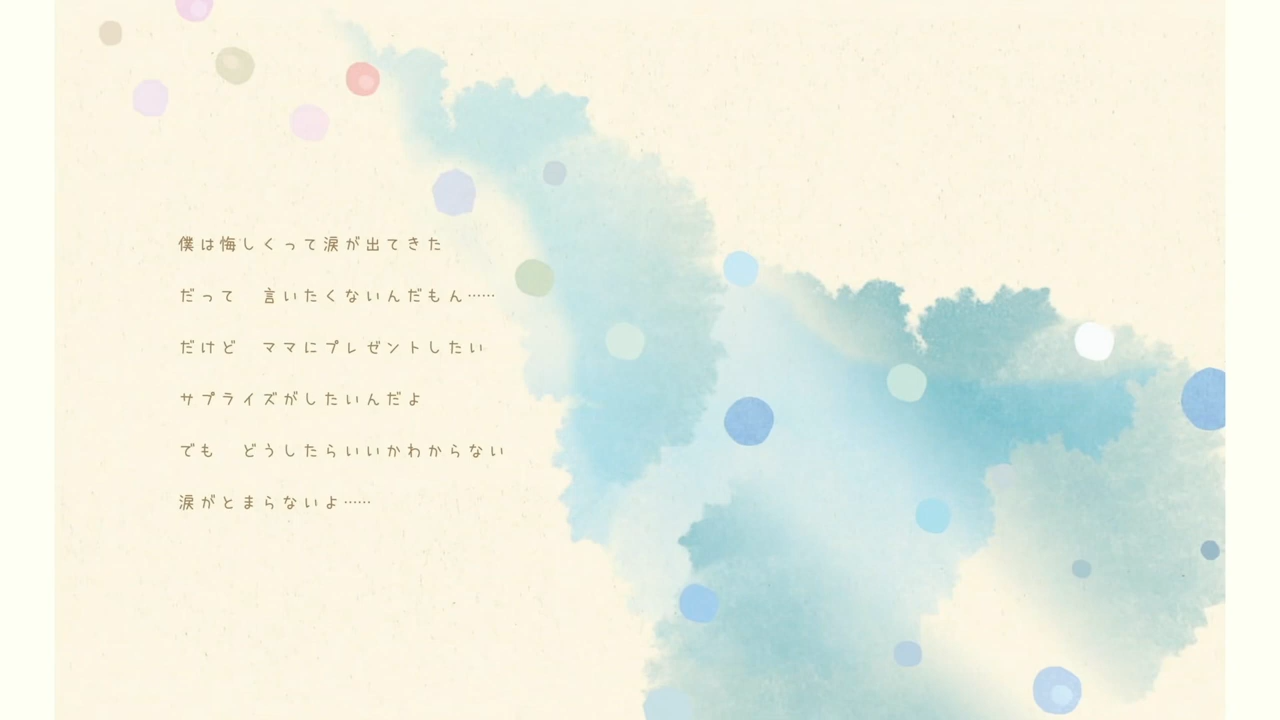 僕は悔しくって涙が出てきた
だって　言いたくないんだもん……
だけど　ママにプレゼントしたい
サプライズがしたいんだよ
でも　どうしたらいいかわからない
涙がとまらないよ……